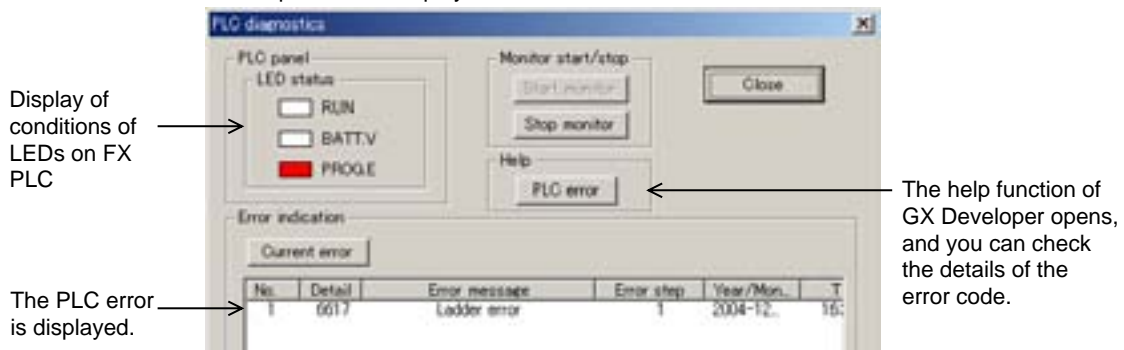 PLC diagnostics
PLC panel
LED status
RUN
BATT.V
PROG.E
Monitor start/stop
Start monitor
Stop monitor
Close
Help
PLC error
Display of
conditions of
LEDs on FX
PLC
The help function of
GX Developer opens,
and you can check
the details of the
error code.
Error indication
Current error
No. Detail Error message Error step Year/Mon.. T
1 6617 Ladder error 1 2004-12..
The PLC error
is displayed.